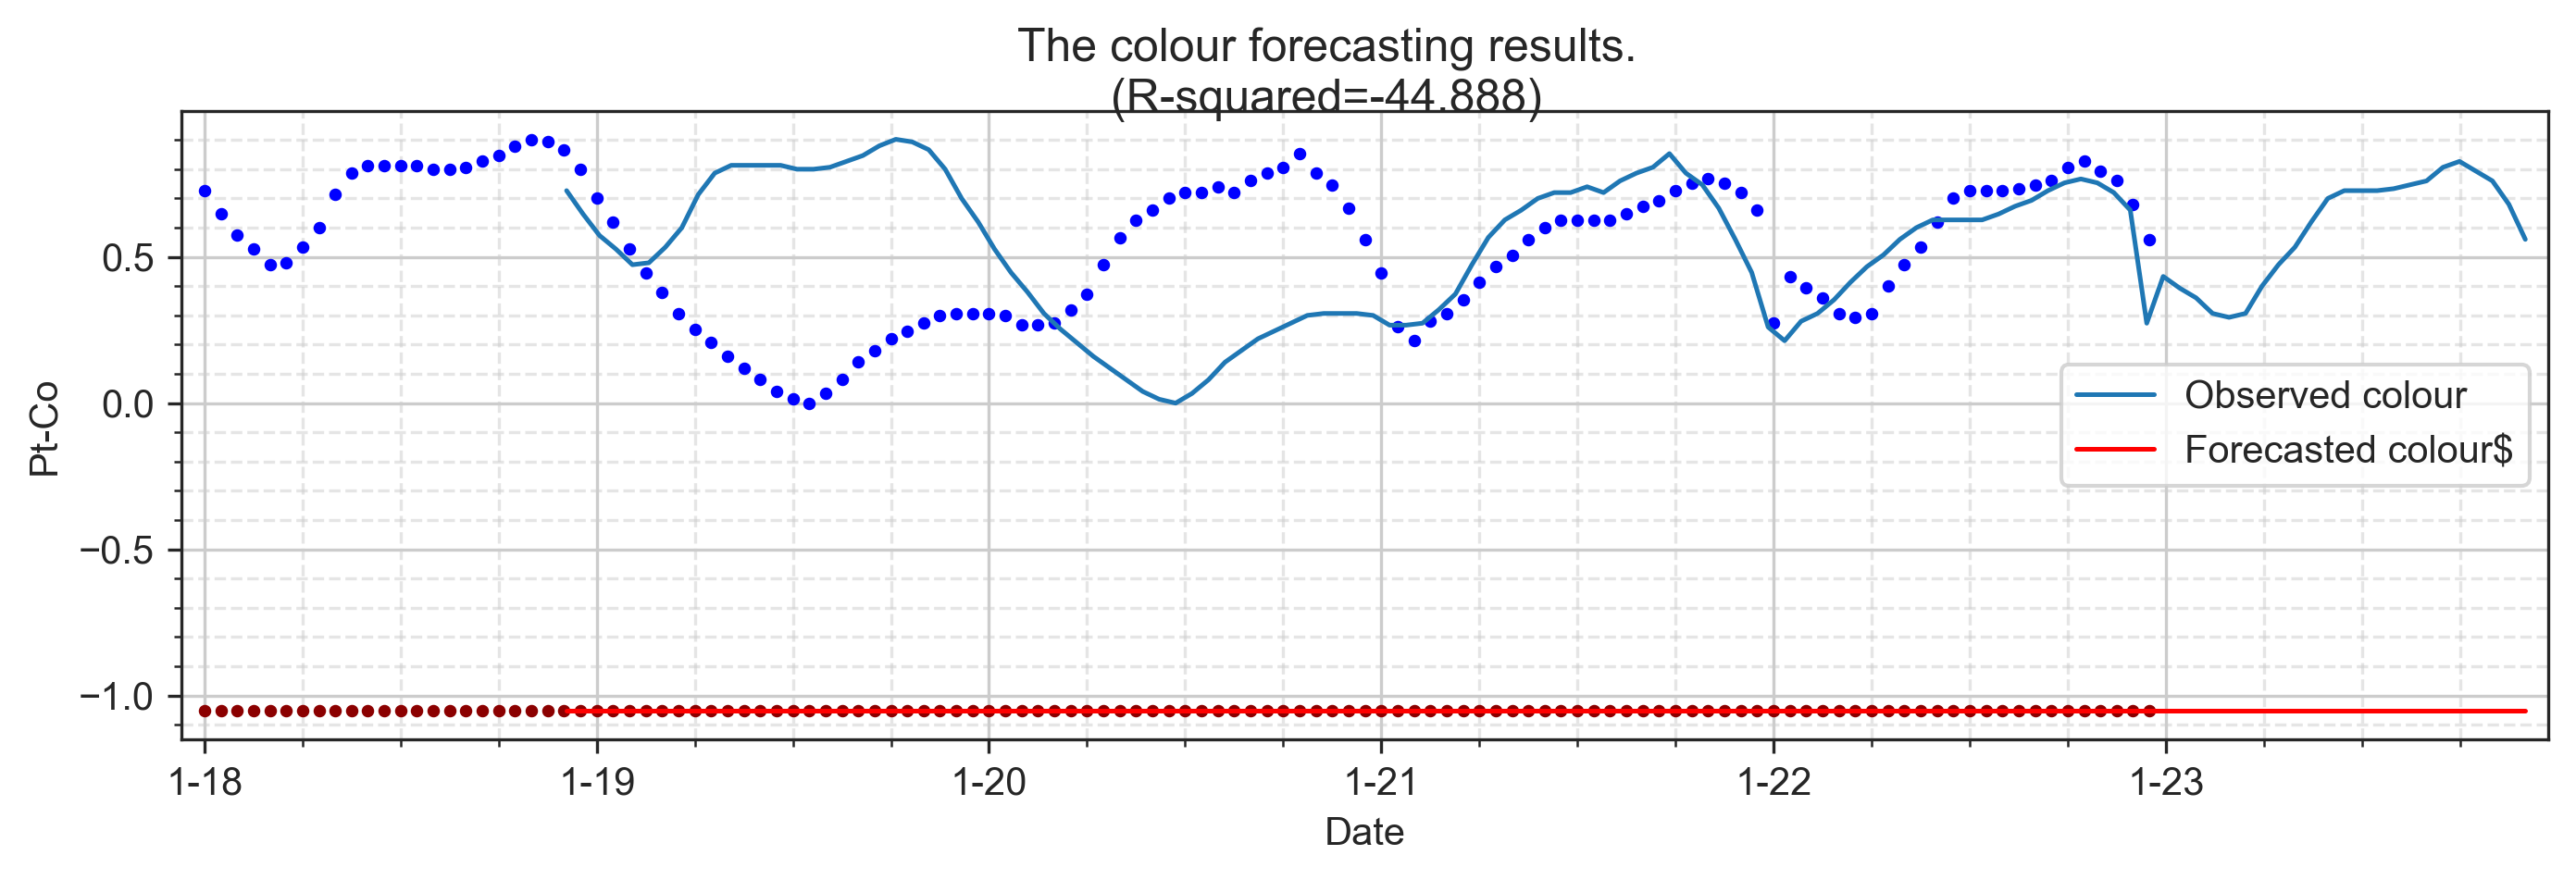 The colour forecasting results.
(R-squared=-44.888)
Pt-Co
0.5
0.0
−0.5
−1.0
Observed colour
Forecasted colour$
1-18 1-19 1-20 1-21 1-22 1-23
Date